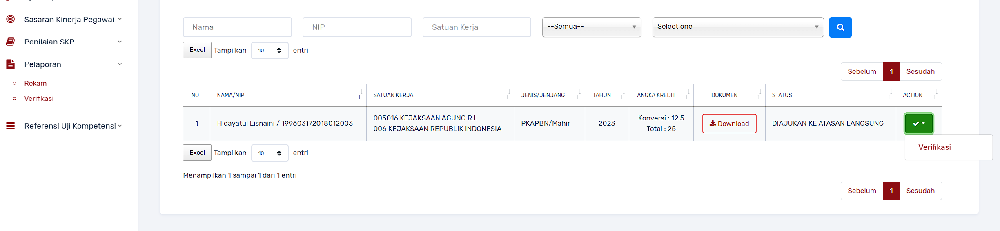 Sasaran Kinerja Pegawai
Penilaian SKP
Pelaporan
Rekam
Verifikasi
Referensi Uji Kompetensi
Nama
NIP
Satuan Kerja
--Semua--
Select one
Excel
Tampilkan
10
entri
Sebelum
1
Sesudah
NO
NAMA/NIP
SATUAN KERJA
JENIS/JENJANG
TAHUN
ANGKA KREDIT
DOKUMEN
STATUS
ACTION
1
Hidayatul Lisnaini / 199603172018012003
005016 KEJAKSAAN AGUNG R.I.
006 KEJAKSAAN REPUBLIK INDONESIA
PKAPBN/Mahir
2023
Konversi : 12.5
Total : 25
Download
DIAJUKAN KE ATASAN LANGSUNG
Verifikasi
Excel
Tampilkan
10
entri
Menampilkan 1 sampai 1 dari 1 entri
Sebelum
1
Sesudah